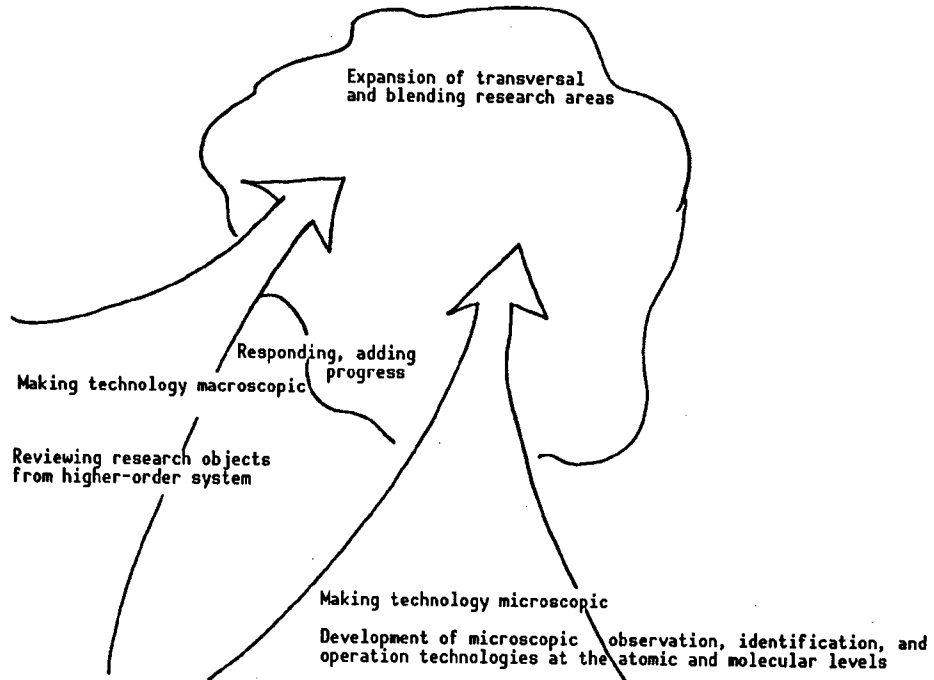 Expansion of transversal
and blending research areas
Responding, adding
progress
Making technology macroscopic
Reviewing research objects
from higher-order system
Making technology microscopic
Development of microscopic observation, identification, and
operation technologies at the atomic and molecular levels